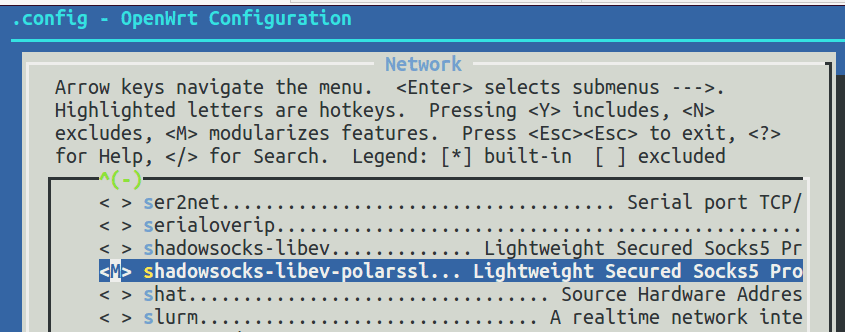 .config - OpenWrt Configuration
Network
Arrow keys navigate the menu.  <Enter> selects submenus --->.
Highlighted letters are hotkeys.  Pressing <Y> includes, <N>
excludes, <M> modularizes features.  Press <Esc><Esc> to exit, <?>
for Help, </> for Search.  Legend: [*] built-in  [ ] excluded
^(-)
< > ser2net.................................... Serial port TCP/
< > serialoverip................................................
< > shadowsocks-libev............. Lightweight Secured Socks5 Pr
<M> shadowsocks-libev-polarssl... Lightweight Secured Socks5 Pro
< > shat................................. Source Hardware Addres
< > slurm............................... A realtime network inte